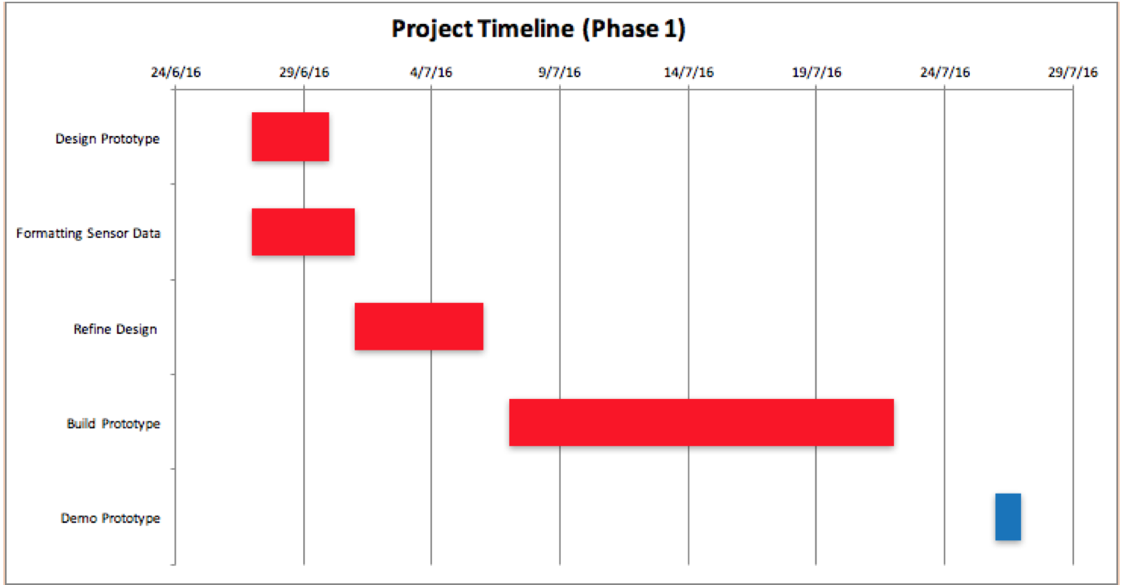 Project Timeline (Phase 1)
24/6/16 29/6/16 4/7/16 9/7/16 14/7/16 19/7/16 24/7/16 29/7/16
Design Prototype
Formatting Sensor Data
Refine Design
Build Prototype
Demo Prototype